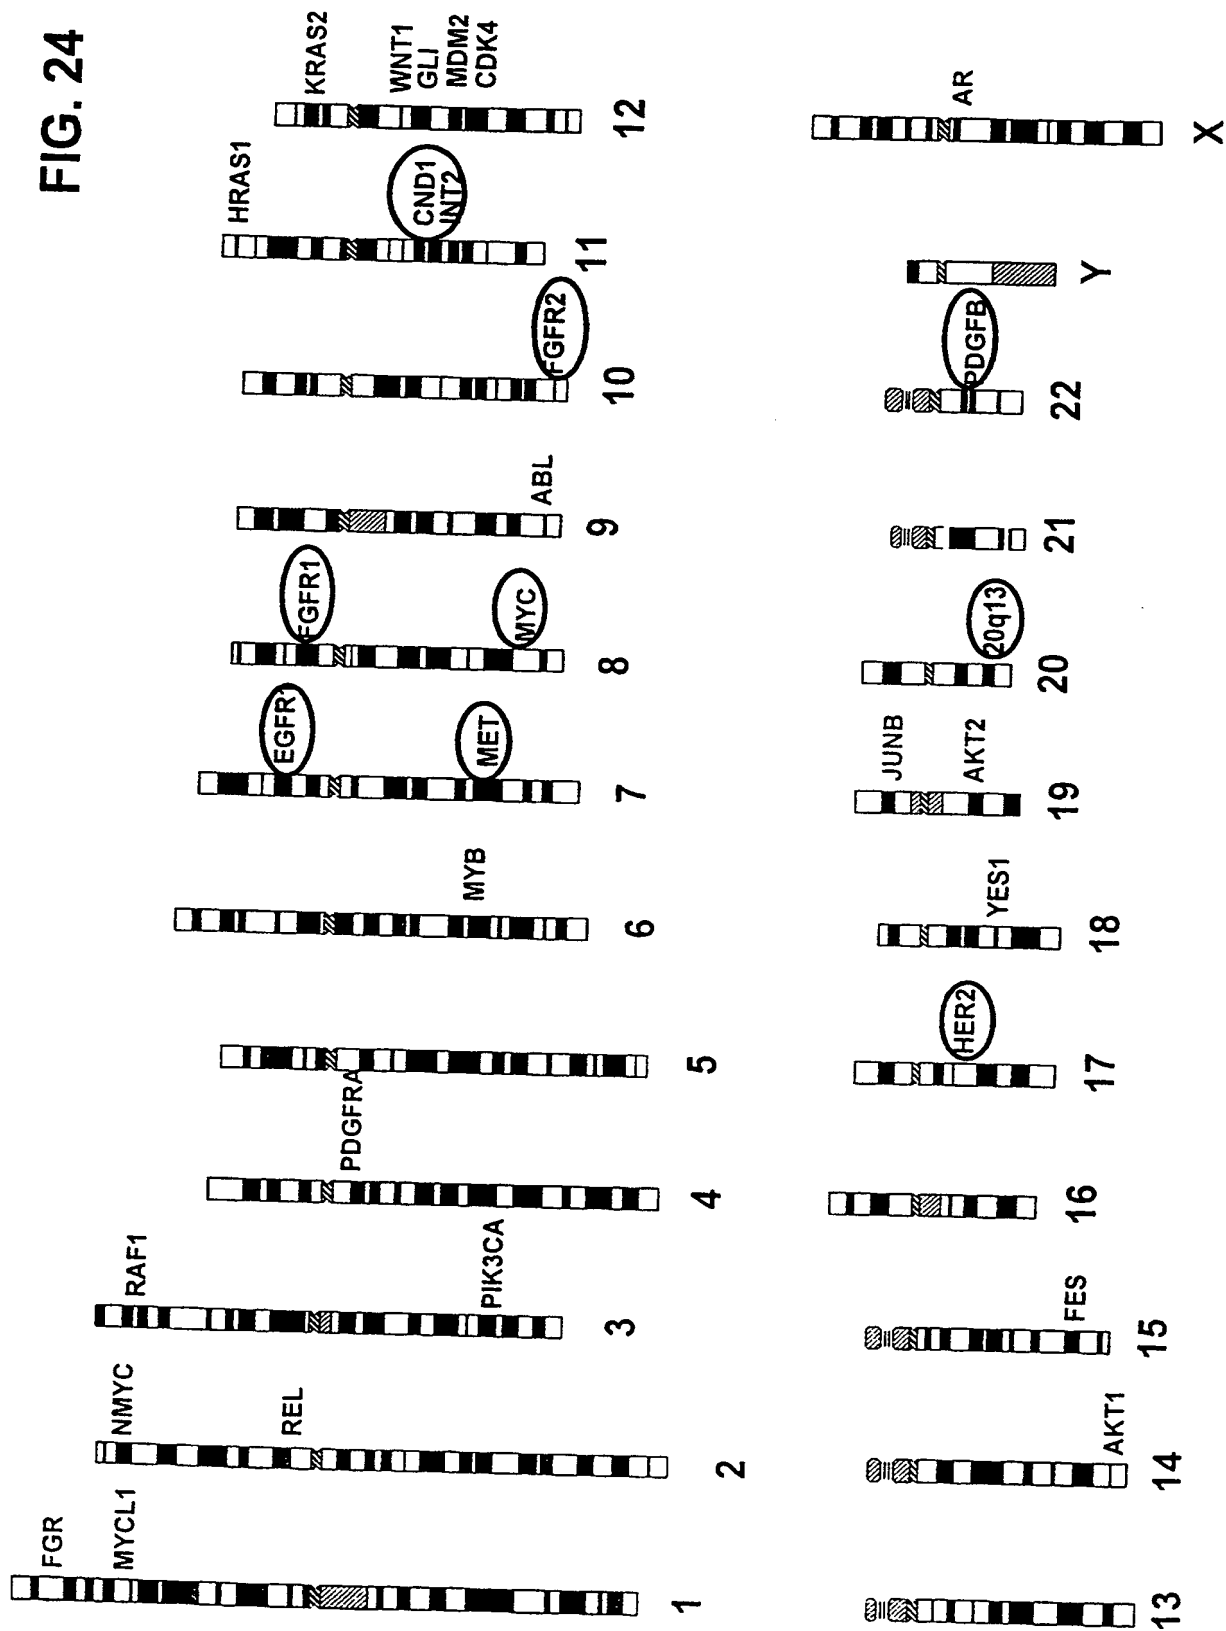 FIG. 24
FGR
MYCL1
1
NMYC
REL
2
RAF1
PIK3CA
3
PDGFRA
4
5
MYB
6
EGFR1
MET
7
FGFR1
MYC
8
ABL
9
FGFR2
10
HRAS1
CND1
INT2
11
KRAS2
WNT1
GLI
MDM2
CDK4
12
13
AKT1
14
FES
15
16
HER2
17
YES1
18
JUNB
AKT2
19
20q13
20
21
PDGFB
22
Y
AR
X